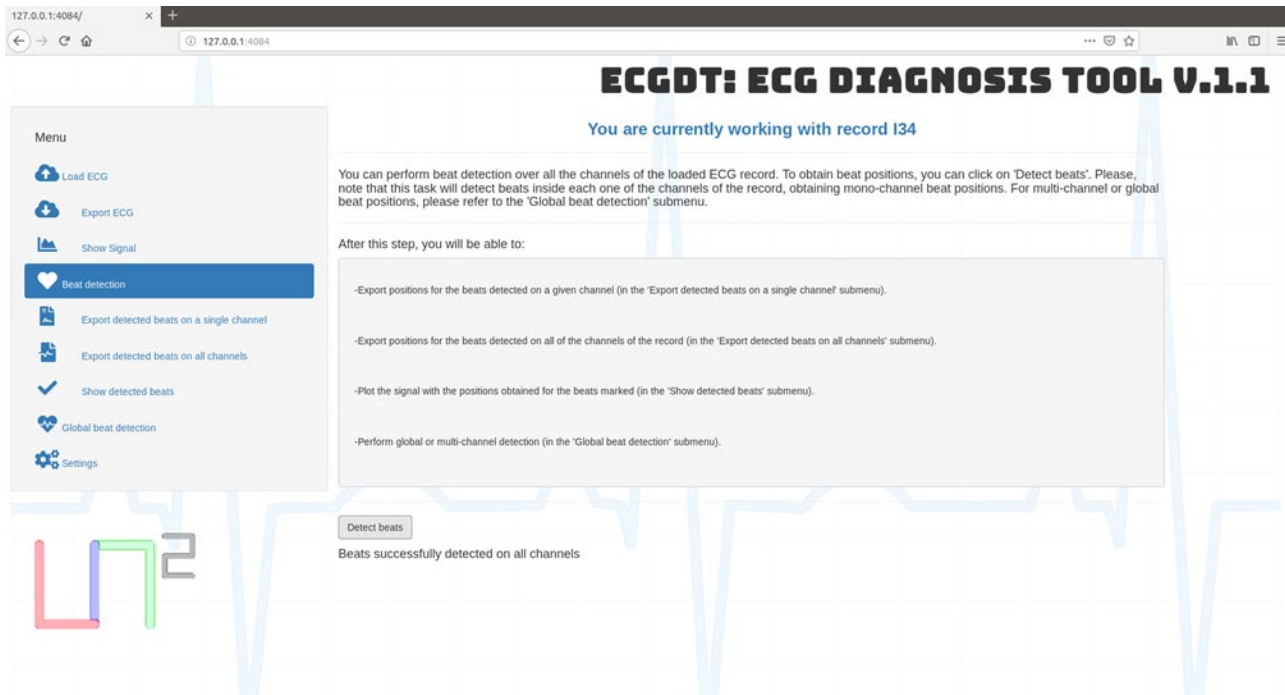 127.0.0.1:4084/
127.0.0.1:4084
ECGDT: ECG DIAGNOSIS TOOL V.1.1
Menu
Load ECG
Export ECG
Show Signal
Beat detection
Export detected beats on a single channel
Export detected beats on all channels
Show detected beats
Global beat detection
Settings
You are currently working with record I34
You can perform beat detection over all the channels of the loaded ECG record. To obtain beat positions, you can click on 'Detect beats'. Please,
note that this task will detect beats inside each one of the channels of the record, obtaining mono-channel beat positions. For multi-channel or global
beat positions, please refer to the 'Global beat detection' submenu.
After this step, you will be able to:
-Export positions for the beats detected on a given channel (in the 'Export detected beats on a single channel' submenu).
-Export positions for the beats detected on all of the channels of the record (in the 'Export detected beats on all channels' submenu).
-Plot the signal with the positions obtained for the beats marked (in the 'Show detected beats' submenu).
-Perform global or multi-channel detection (in the 'Global beat detection' submenu).
Detect beats
Beats successfully detected on all channels
un2